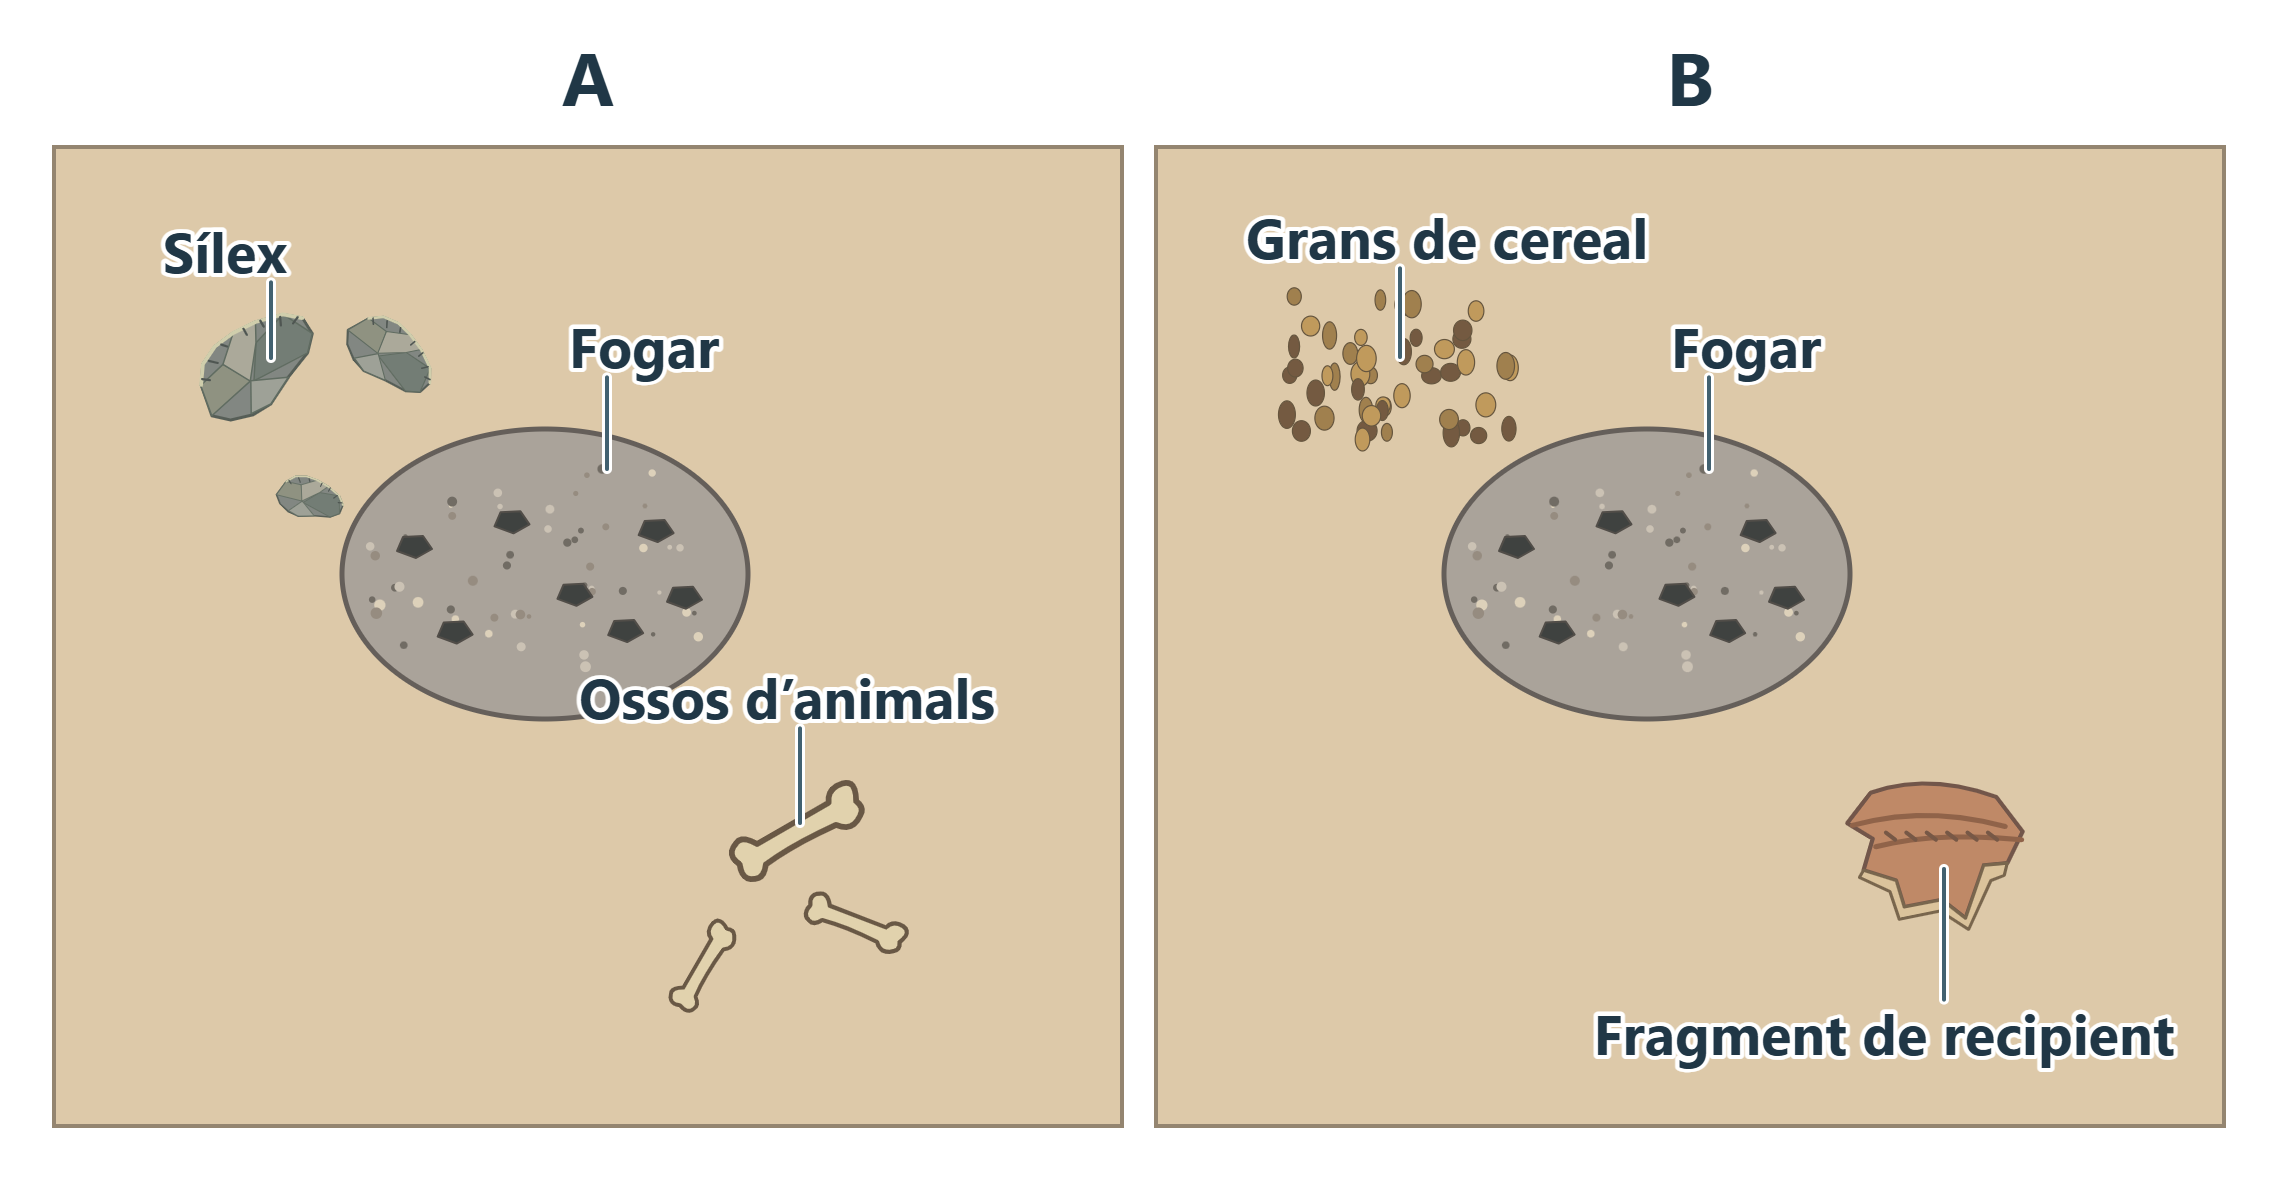 A
Sílex
Fogar
Ossos d’animals
B
Grans de cereal
Fogar
Fragment de recipient